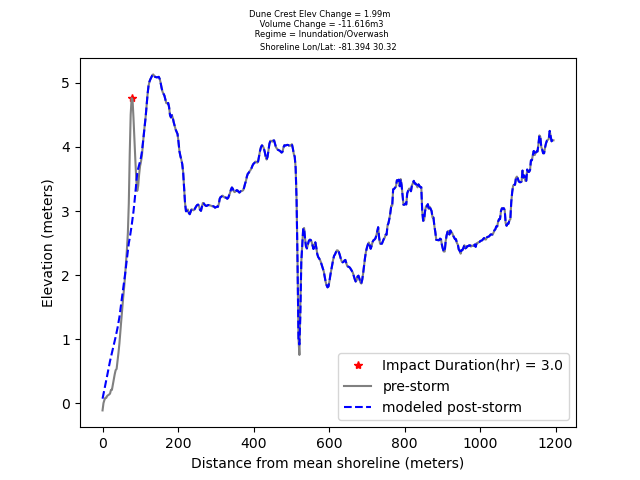 Dune Crest Elev Change = 1.99m
Volume Change = -11.616m3
Regime = Inundation/Overwash
Shoreline Lon/Lat: -81.394 30.32
5
4
3
2
1
0
Elevation (meters)
Impact Duration(hr) = 3.0
pre-storm
modeled post-storm
0 200 400 600 800 1000 1200
Distance from mean shoreline (meters)